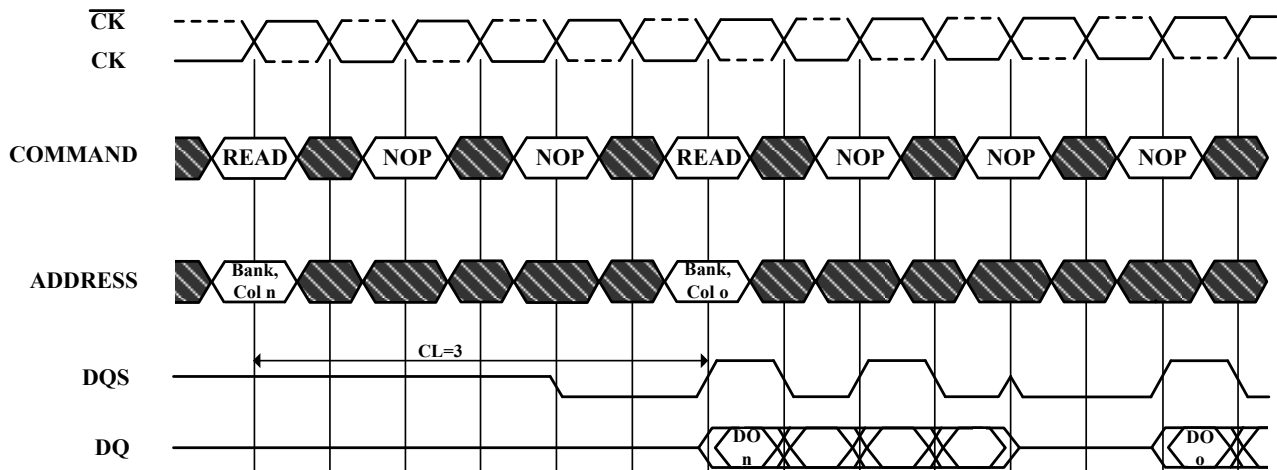 CK
CK
COMMAND READ NOP NOP READ NOP NOP NOP
ADDRESS Bank, Col n Bank, Col o
CL=3
DQS
DQ DO n DO o